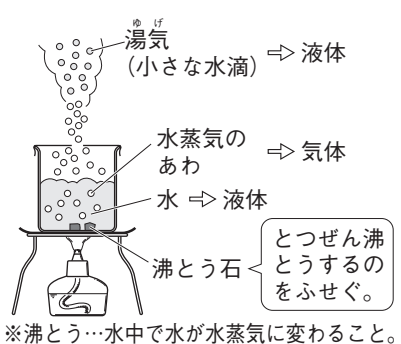 ゆげ
湯気 ⇨ 液体
(小さな水滴)
水蒸気の
あわ ⇨ 気体
水 ⇨ 液体
沸とう石
とつぜん沸
とうするの
をふせぐ。
※沸とう…水中で水が水蒸気に変わること。